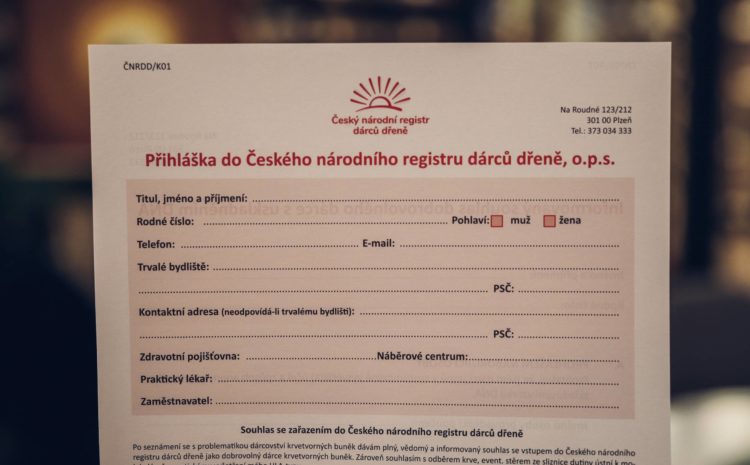 ČNRDD/K01
Český národní registr
dárců dřeně
Na Roudné 123/212
301 00 Plzeň
Tel.: 373 034 333
Přihláška do Českého národního registru dárců dřeně, o.p.s.
Titul, jméno a příjmení:
Rodné číslo: Pohlaví: muž žena
Telefon: E-mail:
Trvalé bydliště:
PSČ:
Kontaktní adresa (neodpovídá-li trvalému bydlišti):
PSČ:
Zdravotní pojišťovna: Náběrové centrum:
Praktický lékař:
Zaměstnavatel:
Souhlas se zařazením do Českého národního registru dárců dřeně
Po seznámení se s problematikou dárcovství krvetvorných buněk dávám plný, vědomý a informovaný souhlas se vstupem do Českého národního
registru dárců dřeně jako dobrovolný dárce krvetvorných buněk. Zároveň souhlasím s odběrem krve, event. stěrem ze sliznice dutiny ústní k mo-